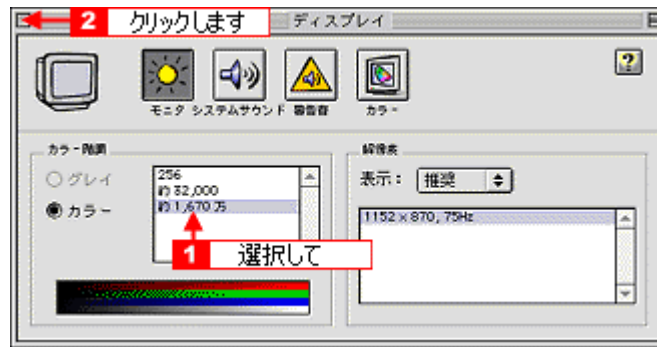 2 クリックします
ディスプレイ
モニタ システムサウンド 警告音 カラー
?
カラー階調
グレイ
カラー
256
約 32,000
約 1,670 万
1 選択して
解像度
表示： 推奨
1152 × 870, 75Hz